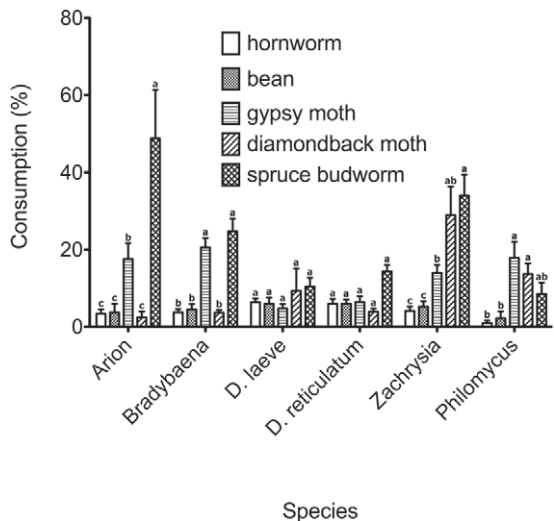 80
60
40
20
0
Consumption (%)
hornworm
bean
gypsy moth
diamondback moth
spruce budworm
c c b c a
b b a b a
a a a a a
a a a a a
c c b ab a
b b a a ab
Arion
Bradybaena
D. laeve
D. reticulatum
Zachrysia
Philomycus
Species